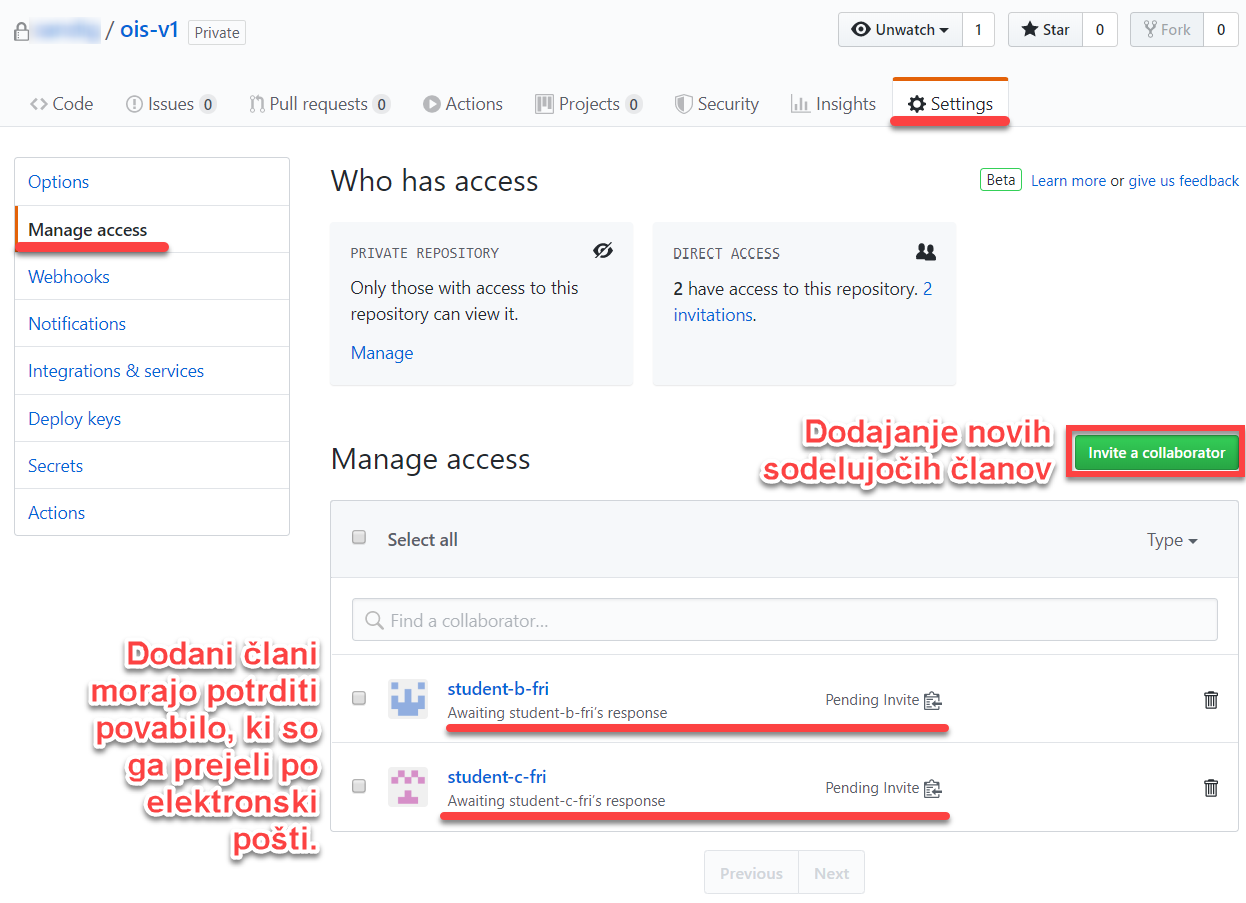 / ois-v1 Private
Unwatch 1 Star 0 Fork 0
Code Issues 0 Pull requests 0 Actions Projects 0 Security Insights Settings
Options
Manage access
Webhooks
Notifications
Integrations & services
Deploy keys
Secrets
Actions
Who has access
Beta Learn more or give us feedback
PRIVATE REPOSITORY
Only those with access to this
repository can view it.
Manage
DIRECT ACCESS
2 have access to this repository. 2
invitations.
Manage access
Dodajanje novih
sodelujočih članov
Invite a collaborator
Select all
Type
Find a collaborator...
Dodani člani
morajo potrditi
povabilo, ki so
ga prejeli po
elektronski
pošti.
student-b-fri
Awaiting student-b-fri's response
Pending Invite
student-c-fri
Awaiting student-c-fri's response
Pending Invite
Previous Next